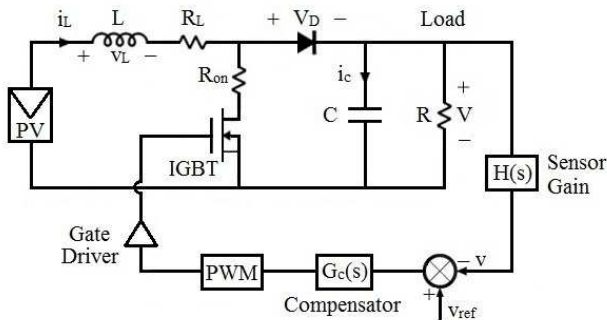 iL
L
+ vL −
RL
+ VD −
Load
Ron
ic
C
R
+
V
−
PV
IGBT
H(s)
Sensor
Gain
Gate
Driver
PWM
Gc(s)
Compensator
− v
+
vref